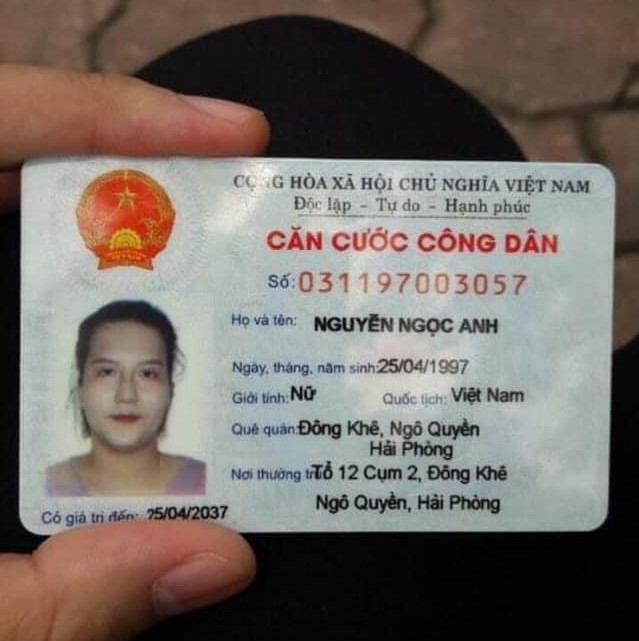 CỘNG HÒA XÃ HỘI CHỦ NGHĨA VIỆT NAM
Độc lập - Tự do - Hạnh phúc
CĂN CƯỚC CÔNG DÂN
Số: 031197003057
Họ và tên: NGUYỄN NGỌC ANH
Ngày, tháng, năm sinh: 25/04/1997
Giới tính: Nữ Quốc tịch: Việt Nam
Quê quán: Đông Khê, Ngô Quyền
Hải Phòng
Nơi thường trú: Tổ 12 Cụm 2, Đông Khê
Ngô Quyền, Hải Phòng
Có giá trị đến: 25/04/2037